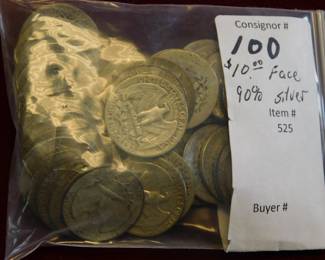 Consignor #
100
$10.00 Face
90% silver
Item #
525
Buyer #